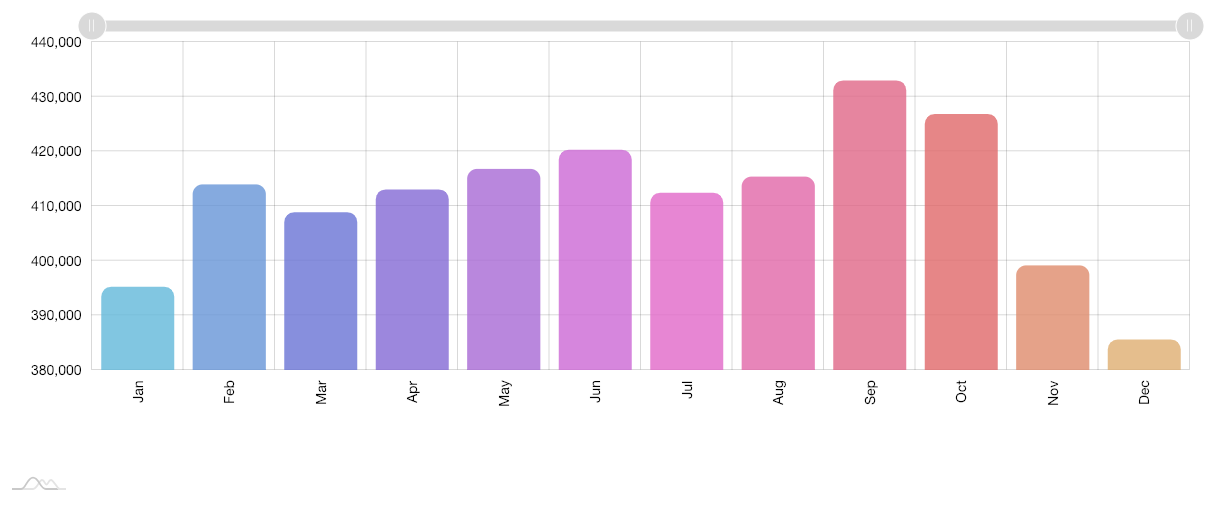 440,000
430,000
420,000
410,000
400,000
390,000
380,000
Jan
Feb
Mar
Apr
May
Jun
Jul
Aug
Sep
Oct
Nov
Dec